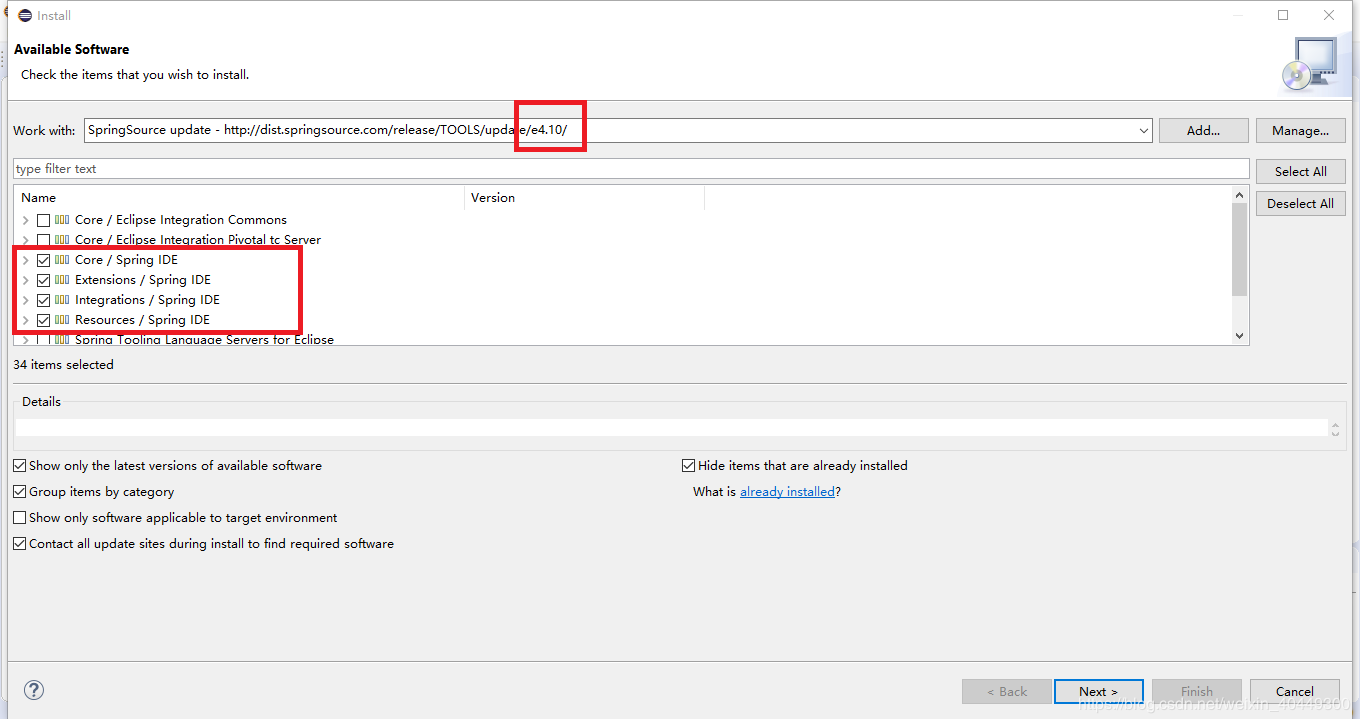 Install
Available Software
Check the items that you wish to install.
Work with: SpringSource update - http://dist.springsource.com/release/TOOLS/update/e4.10/ Add... Manage...
type filter text Select All
Name Version Deselect All
Core / Eclipse Integration Commons
Core / Eclipse Integration Pivotal tc Server
Core / Spring IDE
Extensions / Spring IDE
Integrations / Spring IDE
Resources / Spring IDE
Spring Tooling Language Servers for Eclipse
34 items selected
Details
Show only the latest versions of available software Hide items that are already installed
Group items by category What is already installed?
Show only software applicable to target environment
Contact all update sites during install to find required software
? < Back Next > Finish Cancel
https://blog.csdn.net/weixin_40449300